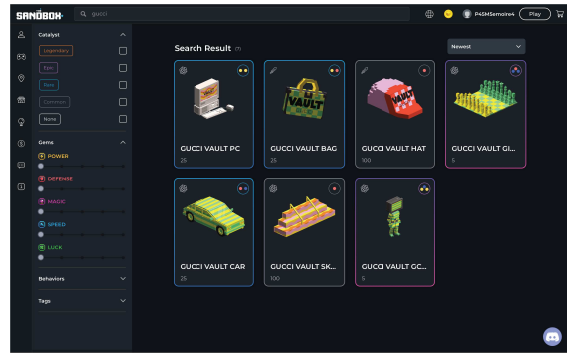 SANDBOX
gucci
P4SMSemoire4
Play
Catalyst
Legendary
Epic
Rare
Common
None
Gems
POWER
DEFENSE
MAGIC
SPEED
LUCK
Behaviors
Tags
Search Result (7)
Newest
GUCCI VAULT PC
25
VAULT
GUCCI VAULT BAG
25
GUCCI VAULT HAT
100
GUCCI VAULT GI...
5
GUCCI VAULT CAR
25
GUCCI VAULT SK...
100
GUCCI VAULT GC...
5